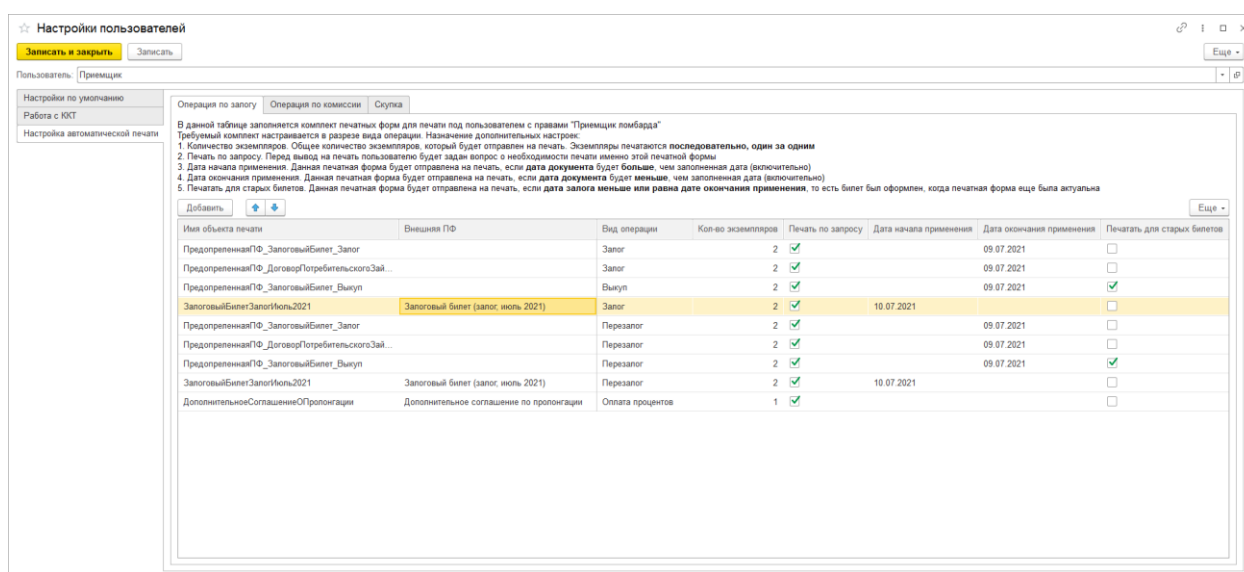 Настройки пользователей
Записать и закрыть Записать Еще
Пользователь: Приемщик
Настройки по умолчанию
Работа с ККТ
Настройка автоматической печати
Операция по залогу Операция по комиссии Скупка
В данной таблице заполняется комплект печатных форм для печати под пользователем с правами "Приемщик ломбарда"
Требуемый комплект настраивается в разрезе вида операции. Назначение дополнительных настроек:
1. Количество экземпляров. Общее количество экземпляров, который будет отправлен на печать. Экземпляры печатаются последовательно, один за одним
2. Печать по запросу. Перед вывод на печать пользователю будет задан вопрос о необходимости печати именно этой печатной формы
3. Дата начала применения. Данная печатная форма будет отправлена на печать, если дата документа будет больше, чем заполненная дата (включительно)
4. Дата окончания применения. Данная печатная форма будет отправлена на печать, если дата документа будет меньше, чем заполненная дата (включительно)
5. Печатать для старых билетов. Данная печатная форма будет отправлена на печать, если дата залога меньше или равна дате окончания применения, то есть билет был оформлен, когда печатная форма еще была актуальна
Добавить Еще
Имя объекта печати Внешняя ПФ Вид операции Кол-во экземпляров Печать по запросу Дата начала применения Дата окончания применения Печатать для старых билетов
ПредопреленнаяПФ_ЗалоговыйБилет_Залог Залог 2 09.07.2021
ПредопреленнаяПФ_ДоговорПотребительскогоЗай... Залог 2 09.07.2021
ПредопреленнаяПФ_ЗалоговыйБилет_Выкуп Выкуп 2 09.07.2021
ЗалоговыйБилетЗалогИюль2021 Залоговый билет (залог, июль 2021) Залог 2 10.07.2021
ПредопреленнаяПФ_ЗалоговыйБилет_Залог Перезалог 2 09.07.2021
ПредопреленнаяПФ_ДоговорПотребительскогоЗай... Перезалог 2 09.07.2021
ПредопреленнаяПФ_ЗалоговыйБилет_Выкуп Перезалог 2 09.07.2021
ЗалоговыйБилетЗалогИюль2021 Залоговый билет (залог, июль 2021) Перезалог 2 10.07.2021
ДополнительноеСоглашениеОПролонгации Дополнительное соглашение по пролонгации Оплата процентов 1